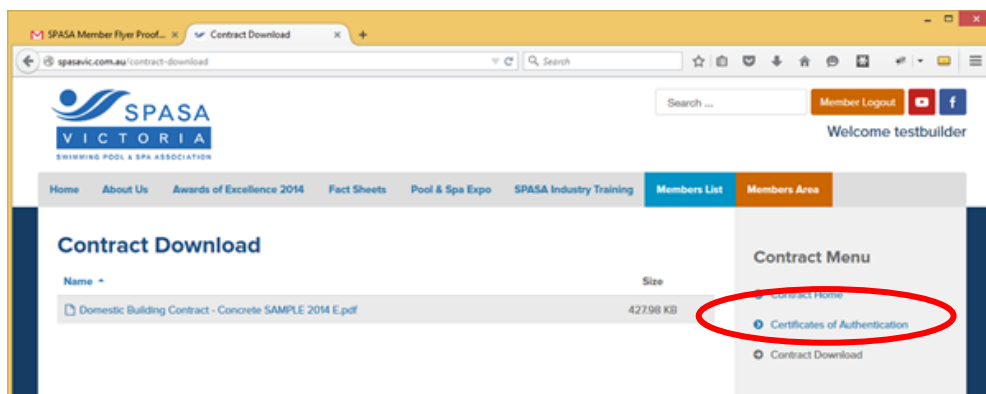 SPASA Member Flyer Proof... × Contract Download × +
spasavic.com.au/contract-download Search
SPASA
VICTORIA
SWIMMING POOL & SPA ASSOCIATION
Search ... Member Logout
Welcome testbuilder
Home About Us Awards of Excellence 2014 Fact Sheets Pool & Spa Expo SPASA Industry Training Members List Members Area
Contract Download
Name Size
Domestic Building Contract - Concrete SAMPLE 2014 E.pdf 427.98 KB
Contract Menu
Contract Home
Certificates of Authentication
Contract Download